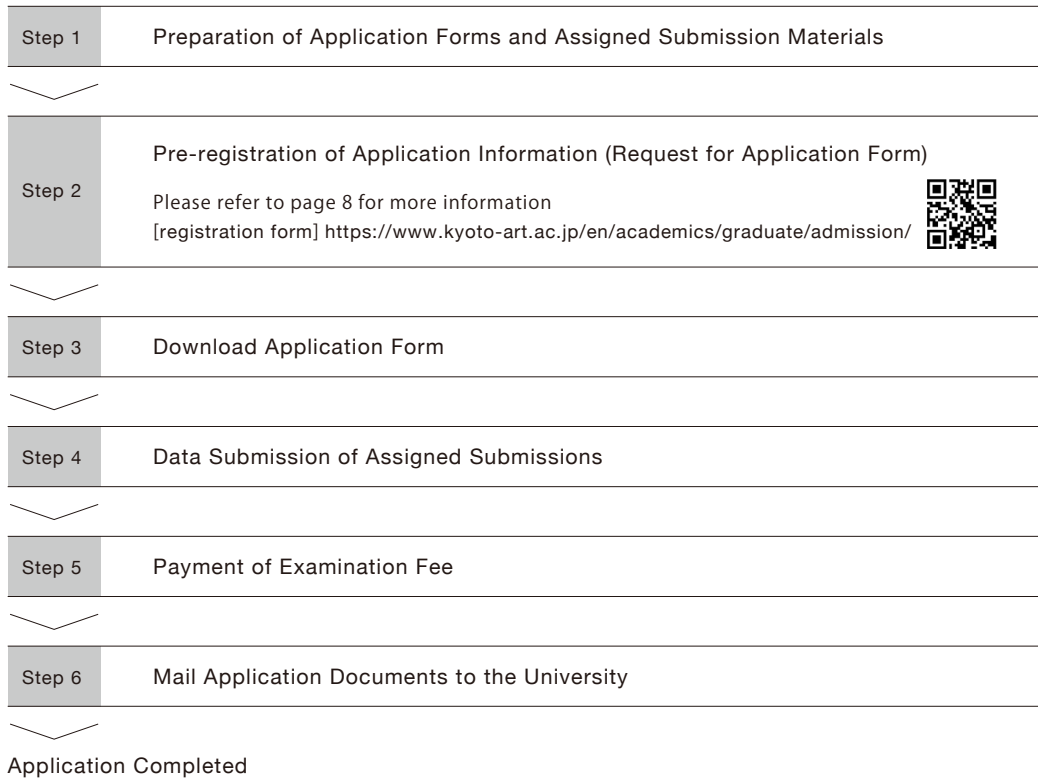 Step 1
Preparation of Application Forms and Assigned Submission Materials
Step 2
Pre-registration of Application Information (Request for Application Form)
Please refer to page 8 for more information
[registration form] https://www.kyoto-art.ac.jp/en/academics/graduate/admission/
Step 3
Download Application Form
Step 4
Data Submission of Assigned Submissions
Step 5
Payment of Examination Fee
Step 6
Mail Application Documents to the University
Application Completed